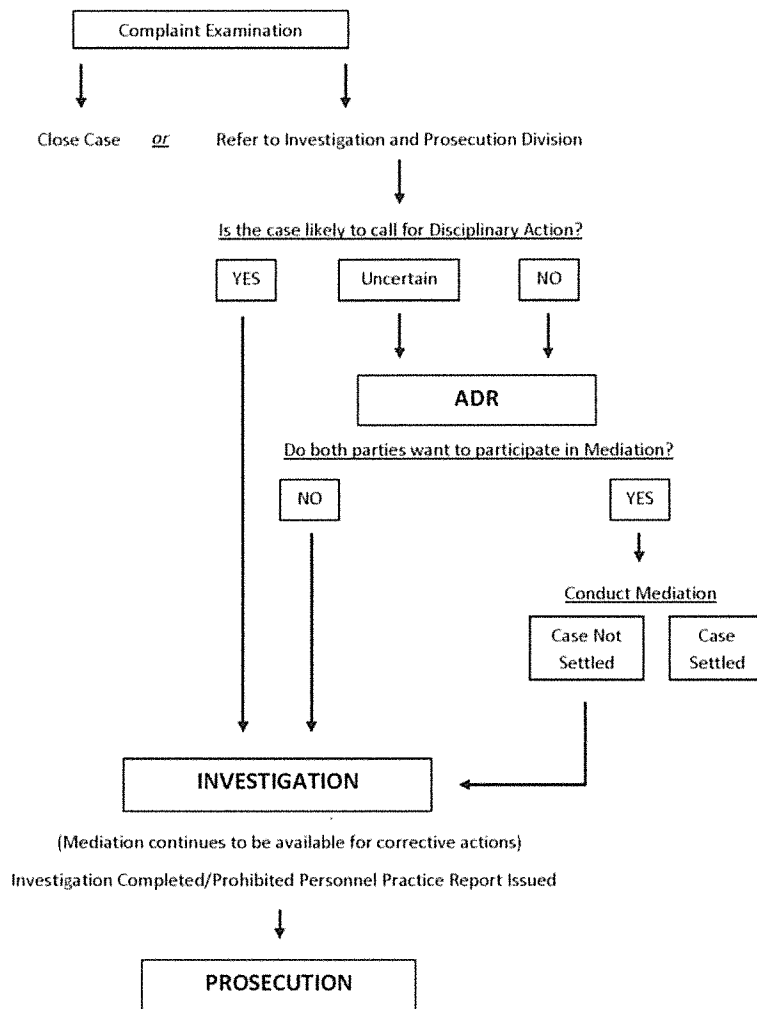 Complaint Examination
Close Case or Refer to Investigation and Prosecution Division
Is the case likely to call for Disciplinary Action?
YES
Uncertain
NO
ADR
Do both parties want to participate in Mediation?
NO
YES
Conduct Mediation
Case Not
Settled
Case
Settled
INVESTIGATION
(Mediation continues to be available for corrective actions)
Investigation Completed/Prohibited Personnel Practice Report Issued
PROSECUTION